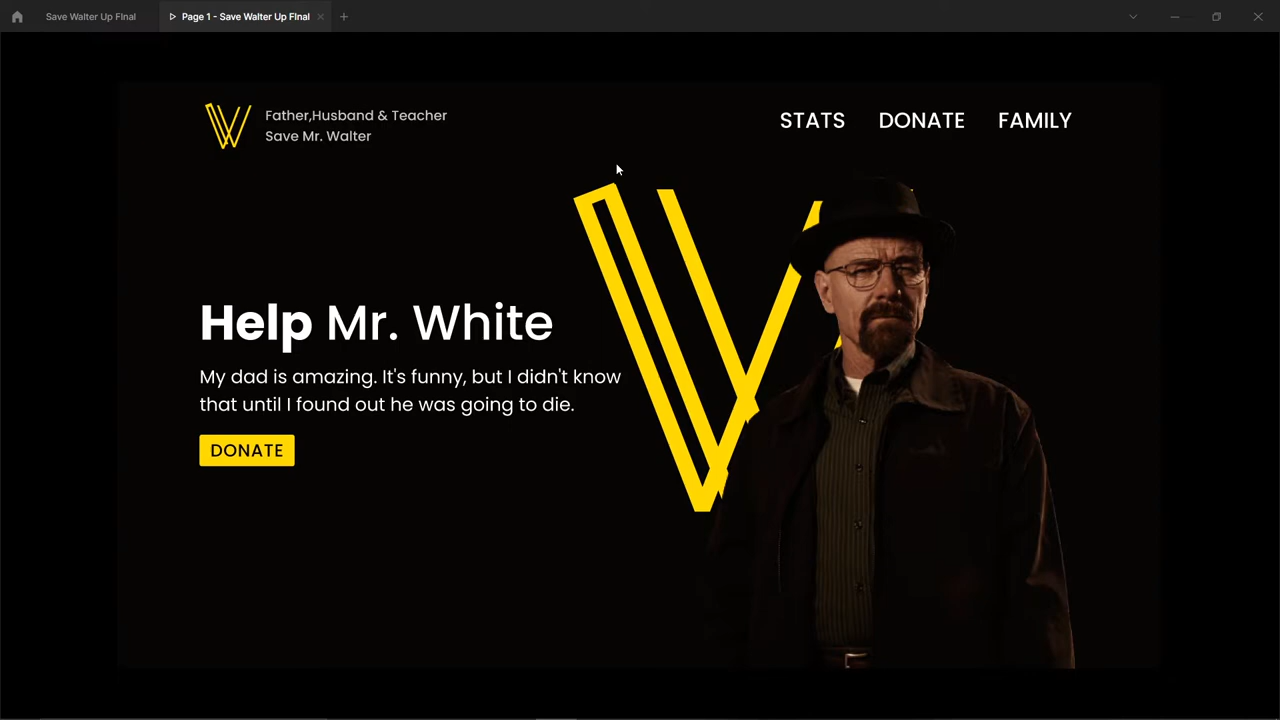 Save Walter Up FInal
Page 1 - Save Walter Up FInal
Father,Husband & Teacher
Save Mr. Walter
STATS DONATE FAMILY
Help Mr. White
My dad is amazing. It's funny, but I didn't know
that until I found out he was going to die.
DONATE